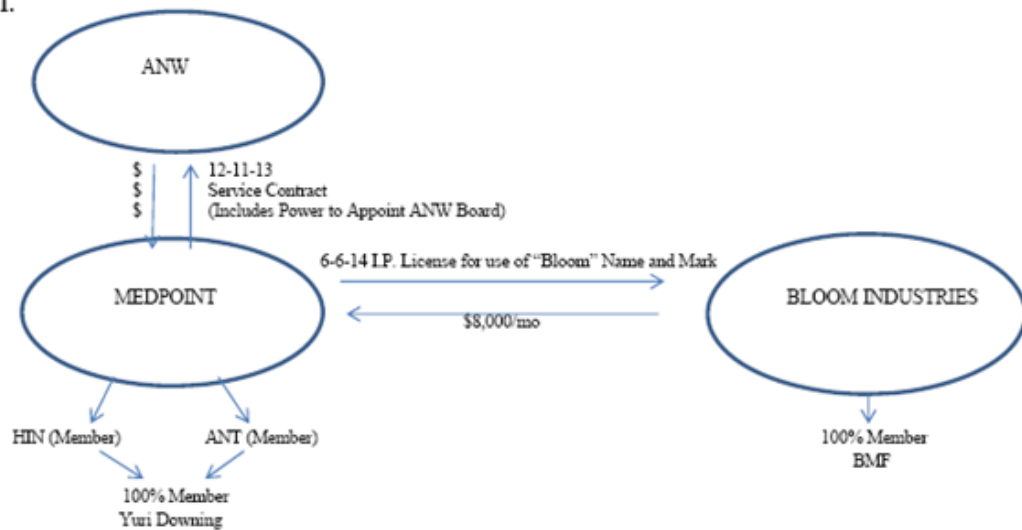 I.
ANW
$ 12-11-13
$ Service Contract
$ (Includes Power to Appoint ANW Board)
6-6-14 I.P. License for use of “Bloom” Name and Mark
MEDPOINT
BLOOM INDUSTRIES
$8,000/mo
HIN (Member)
ANT (Member)
100% Member
Yuri Downing
100% Member
BMF